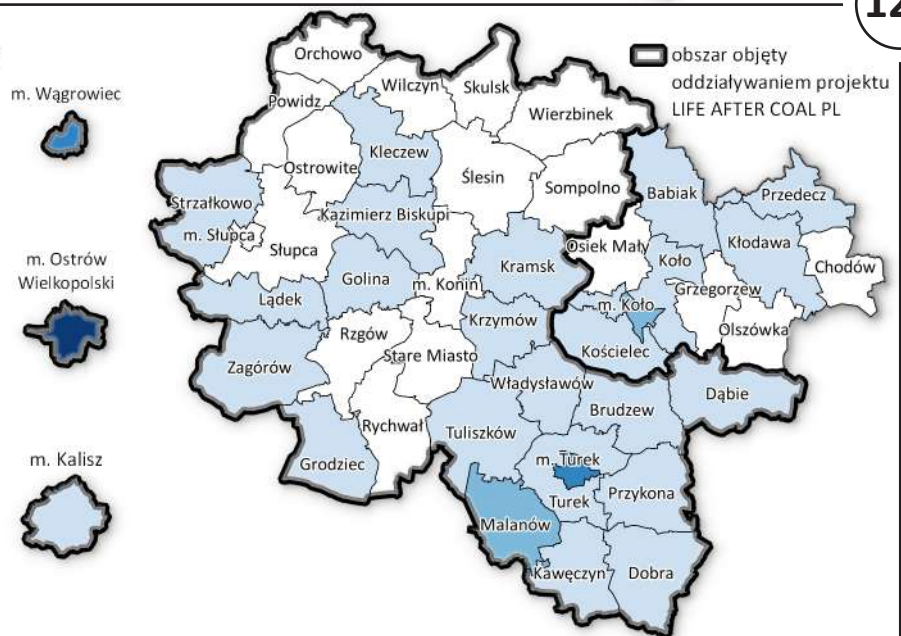 12
obszar objęty
oddziaływaniem projektu
LIFE AFTER COAL PL
m. Wągrowiec
m. Ostrów
Wielkopolski
m. Kalisz
Orchowo
Wilczyn
Skulsk
Powidz
Wierzbinek
Kleczew
Ostrowite
Ślesin
Sompolno
Strzałkowo
Babiak
Przedecz
Kazimierz Biskupi
m. Słupca
Słupca
Osiek Mały
Kłodawa
Kramsk
Koło
Chodów
Golina
m. Konin
Grzegorzew
Lądek
m. Koło
Krzymów
Olszówka
Rzgów
Kościelec
Stare Miasto
Zagórów
Władysławów
Dąbie
Brudzew
Rychwał
Tuliszków
Grodziec
m. Turek
Przykona
Turek
Malanów
Kawęczyn
Dobra